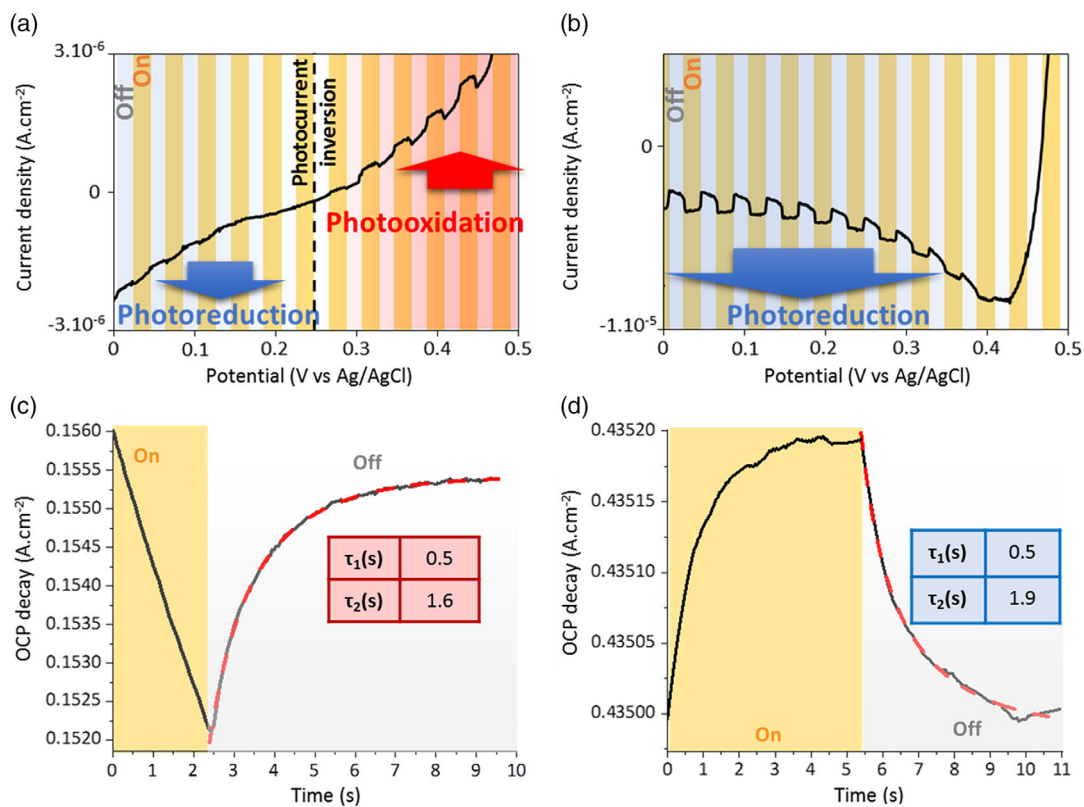 (a)
3.10⁻⁶
0
-3.10⁻⁶
Current density (A.cm⁻²)
Off
On
Photocurrent
inversion
Photooxidation
Photoreduction
0 0.1 0.2 0.3 0.4 0.5
Potential (V vs Ag/AgCl)
(b)
0
-1.10⁻⁵
Current density (A.cm⁻²)
Off
On
Photoreduction
0 0.1 0.2 0.3 0.4 0.5
Potential (V vs Ag/AgCl)
(c)
0.1560
0.1555
0.1550
0.1545
0.1540
0.1535
0.1530
0.1525
0.1520
OCP decay (A.cm⁻²)
On
Off
τ₁(s) 0.5
τ₂(s) 1.6
0 1 2 3 4 5 6 7 8 9 10
Time (s)
(d)
0.43520
0.43515
0.43510
0.43505
0.43500
OCP decay (A.cm⁻²)
τ₁(s) 0.5
τ₂(s) 1.9
On
Off
0 1 2 3 4 5 6 7 8 9 10 11
Time (s)